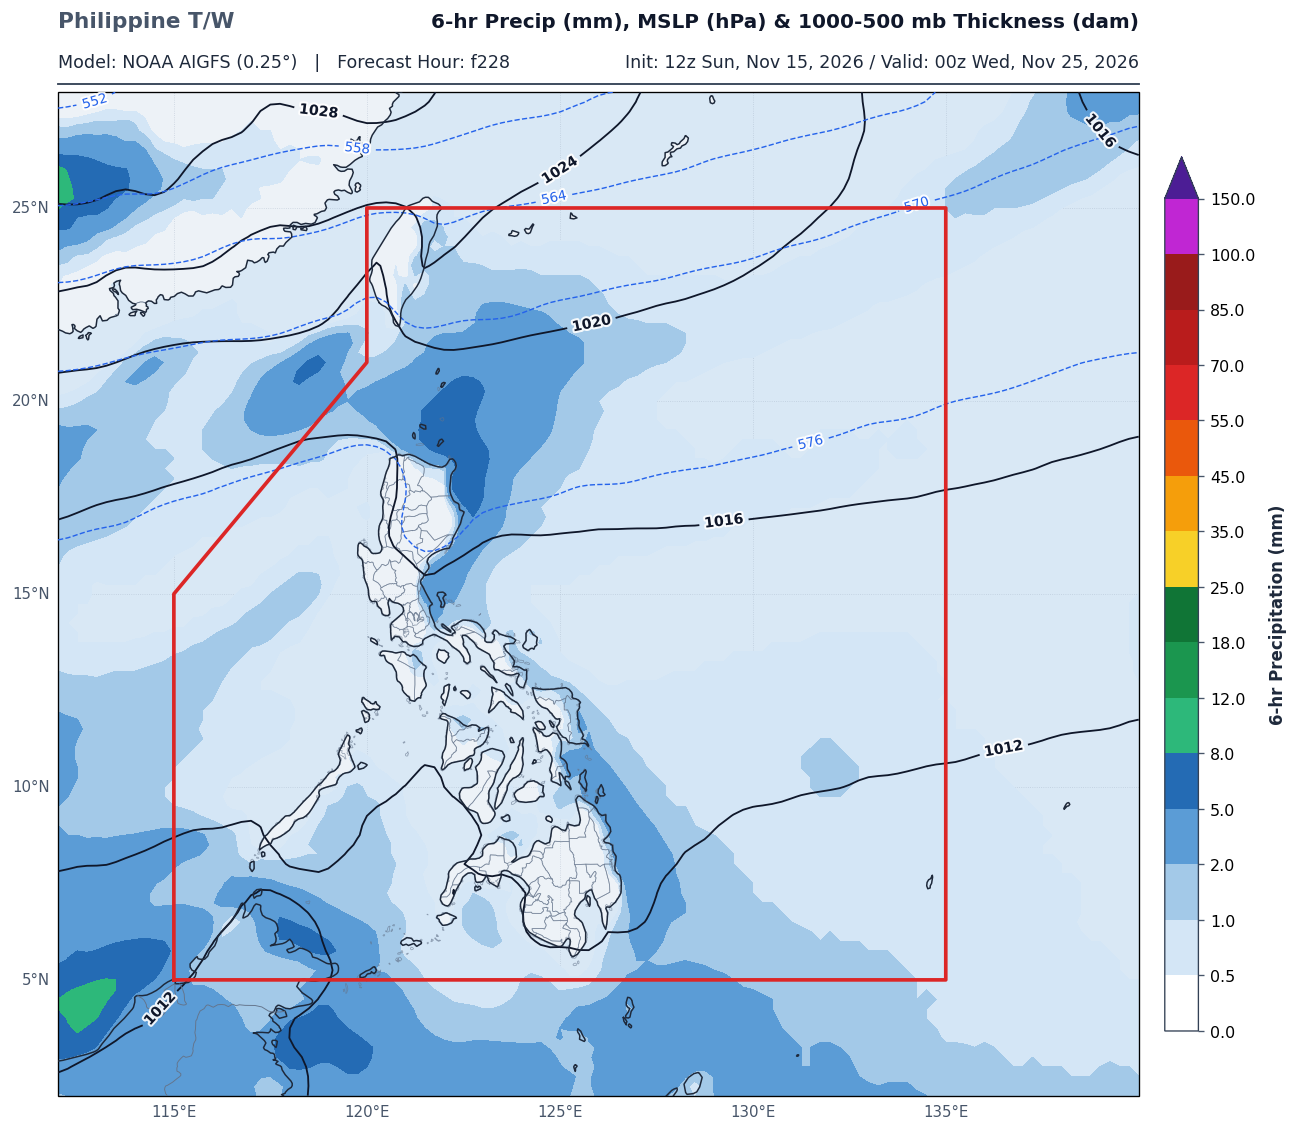 Philippine T/W
6-hr Precip (mm), MSLP (hPa) & 1000-500 mb Thickness (dam)
Model: NOAA AIGFS (0.25°) | Forecast Hour: f228
Init: 12z Sun, Nov 15, 2026 / Valid: 00z Wed, Nov 25, 2026
552
1028
558
1024
564
570
1016
1020
576
1016
1012
1012
25°N
20°N
15°N
10°N
5°N
115°E
120°E
125°E
130°E
135°E
150.0
100.0
85.0
70.0
55.0
45.0
35.0
25.0
18.0
12.0
8.0
5.0
2.0
1.0
0.5
0.0
6-hr Precipitation (mm)